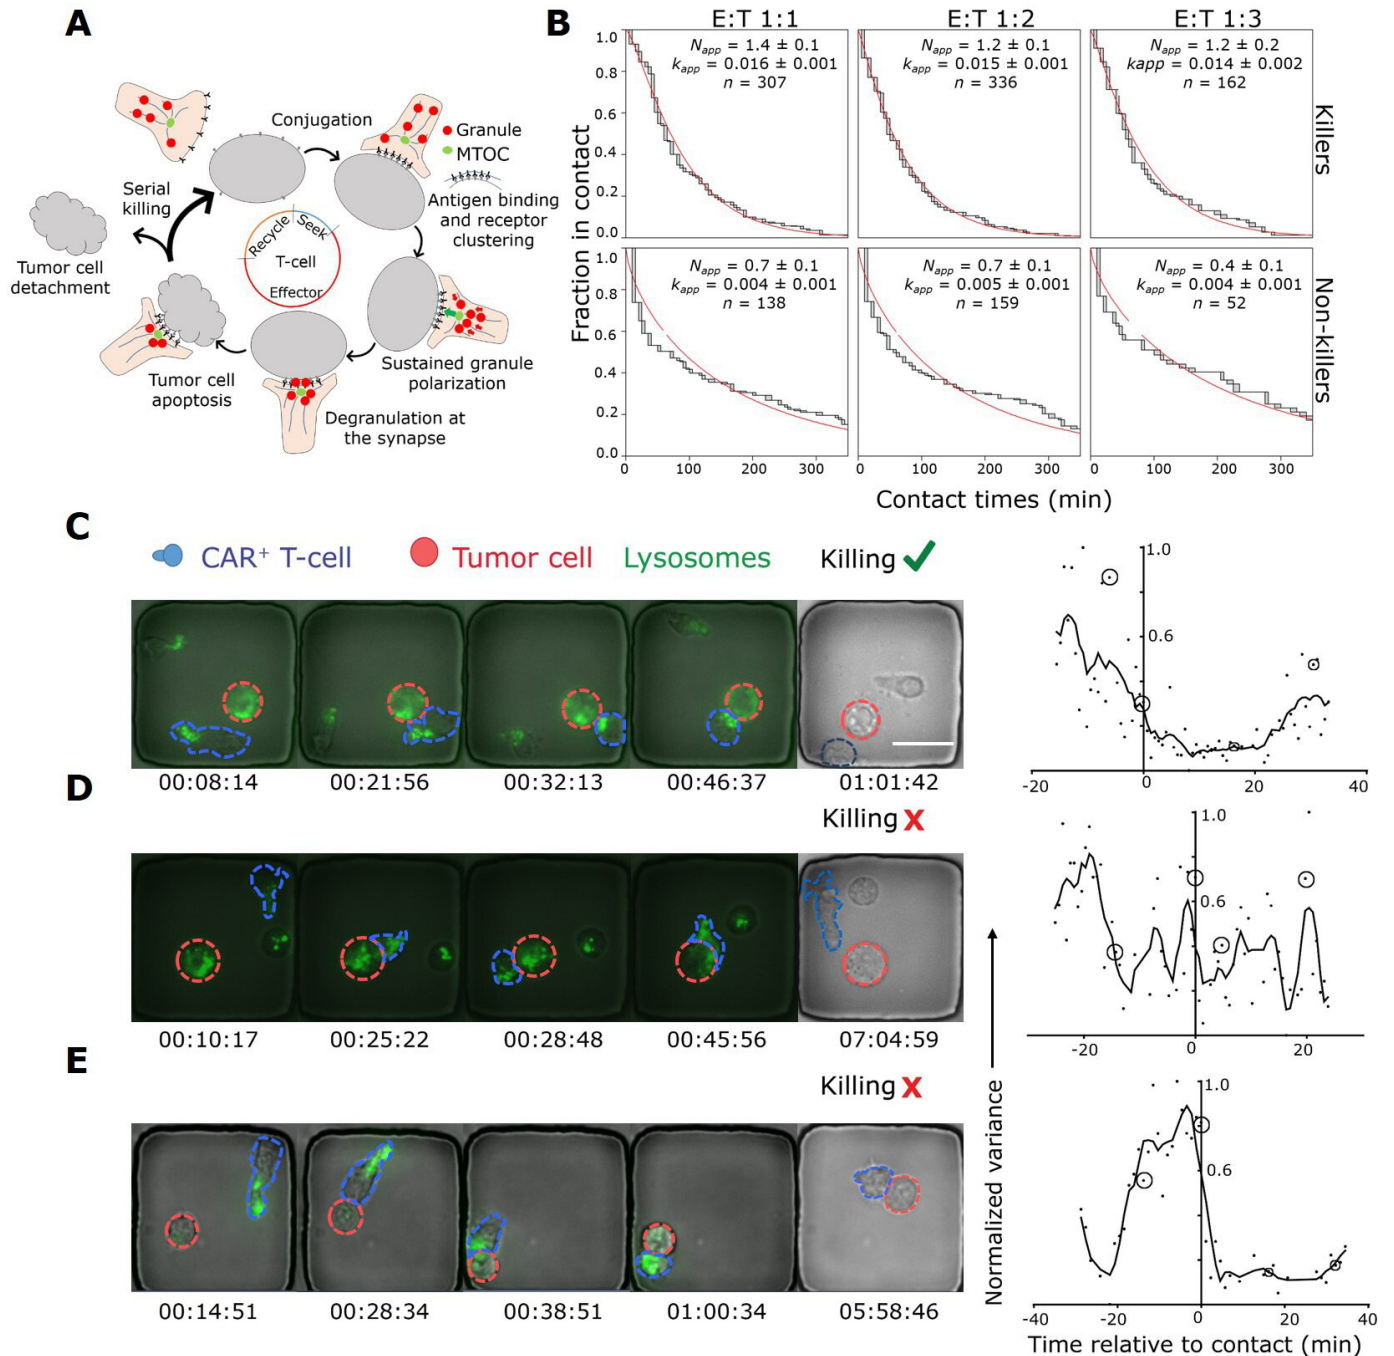 A
Conjugation
Granule
MTOC
Antigen binding
and receptor
clustering
Serial
killing
Recycle
Seek
T-cell
Effector
Tumor cell
detachment
Tumor cell
apoptosis
Sustained granule
polarization
Degranulation at
the synapse
B
E:T 1:1
E:T 1:2
E:T 1:3
Fraction in contact
1.0
0.8
0.6
0.4
0.2
0.0
N_app = 1.4 ± 0.1
k_app = 0.016 ± 0.001
n = 307
N_app = 1.2 ± 0.1
k_app = 0.015 ± 0.001
n = 336
N_app = 1.2 ± 0.2
kapp = 0.014 ± 0.002
n = 162
Killers
1.0
0.8
0.6
0.4
0.2
0.0
N_app = 0.7 ± 0.1
k_app = 0.004 ± 0.001
n = 138
N_app = 0.7 ± 0.1
k_app = 0.005 ± 0.001
n = 159
N_app = 0.4 ± 0.1
k_app = 0.004 ± 0.001
n = 52
Non-killers
0 100 200 300
0 100 200 300
0 100 200 300
Contact times (min)
C
CAR+ T-cell
Tumor cell
Lysosomes
Killing ✓
00:08:14
00:21:56
00:32:13
00:46:37
01:01:42
1.0
0.6
-20 0 20 40
D
Killing X
00:10:17
00:25:22
00:28:48
00:45:56
07:04:59
1.0
0.6
-20 0 20
E
Killing X
00:14:51
00:28:34
00:38:51
01:00:34
05:58:46
Normalized variance
1.0
0.6
-40 -20 0 20 40
Time relative to contact (min)